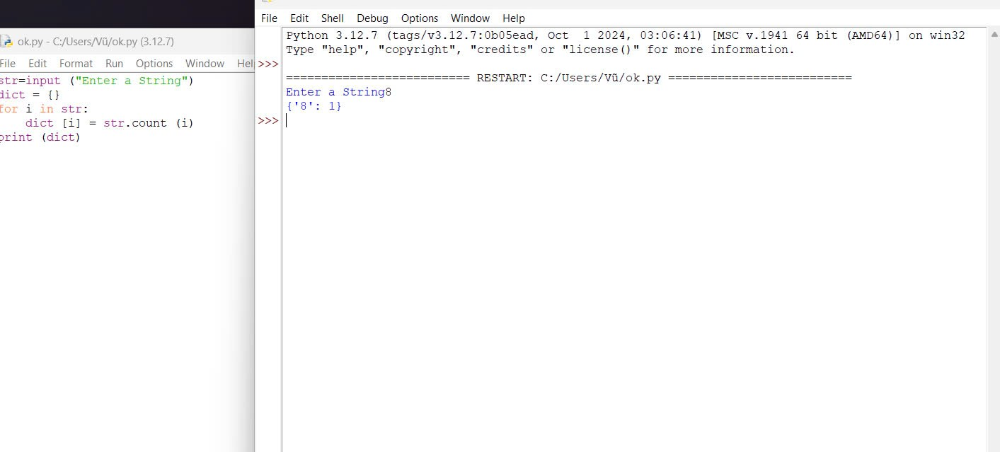 ok.py - C:/Users/Vũ/ok.py (3.12.7)
File Edit Format Run Options Window Hel
str=input ("Enter a String")
dict = {}
for i in str:
    dict [i] = str.count (i)
print (dict)
File Edit Shell Debug Options Window Help
Python 3.12.7 (tags/v3.12.7:0b05ead, Oct  1 2024, 03:06:41) [MSC v.1941 64 bit (AMD64)] on win32
Type "help", "copyright", "credits" or "license()" for more information.
>>>
========================== RESTART: C:/Users/Vũ/ok.py ==========================
Enter a String8
{'8': 1}
>>>